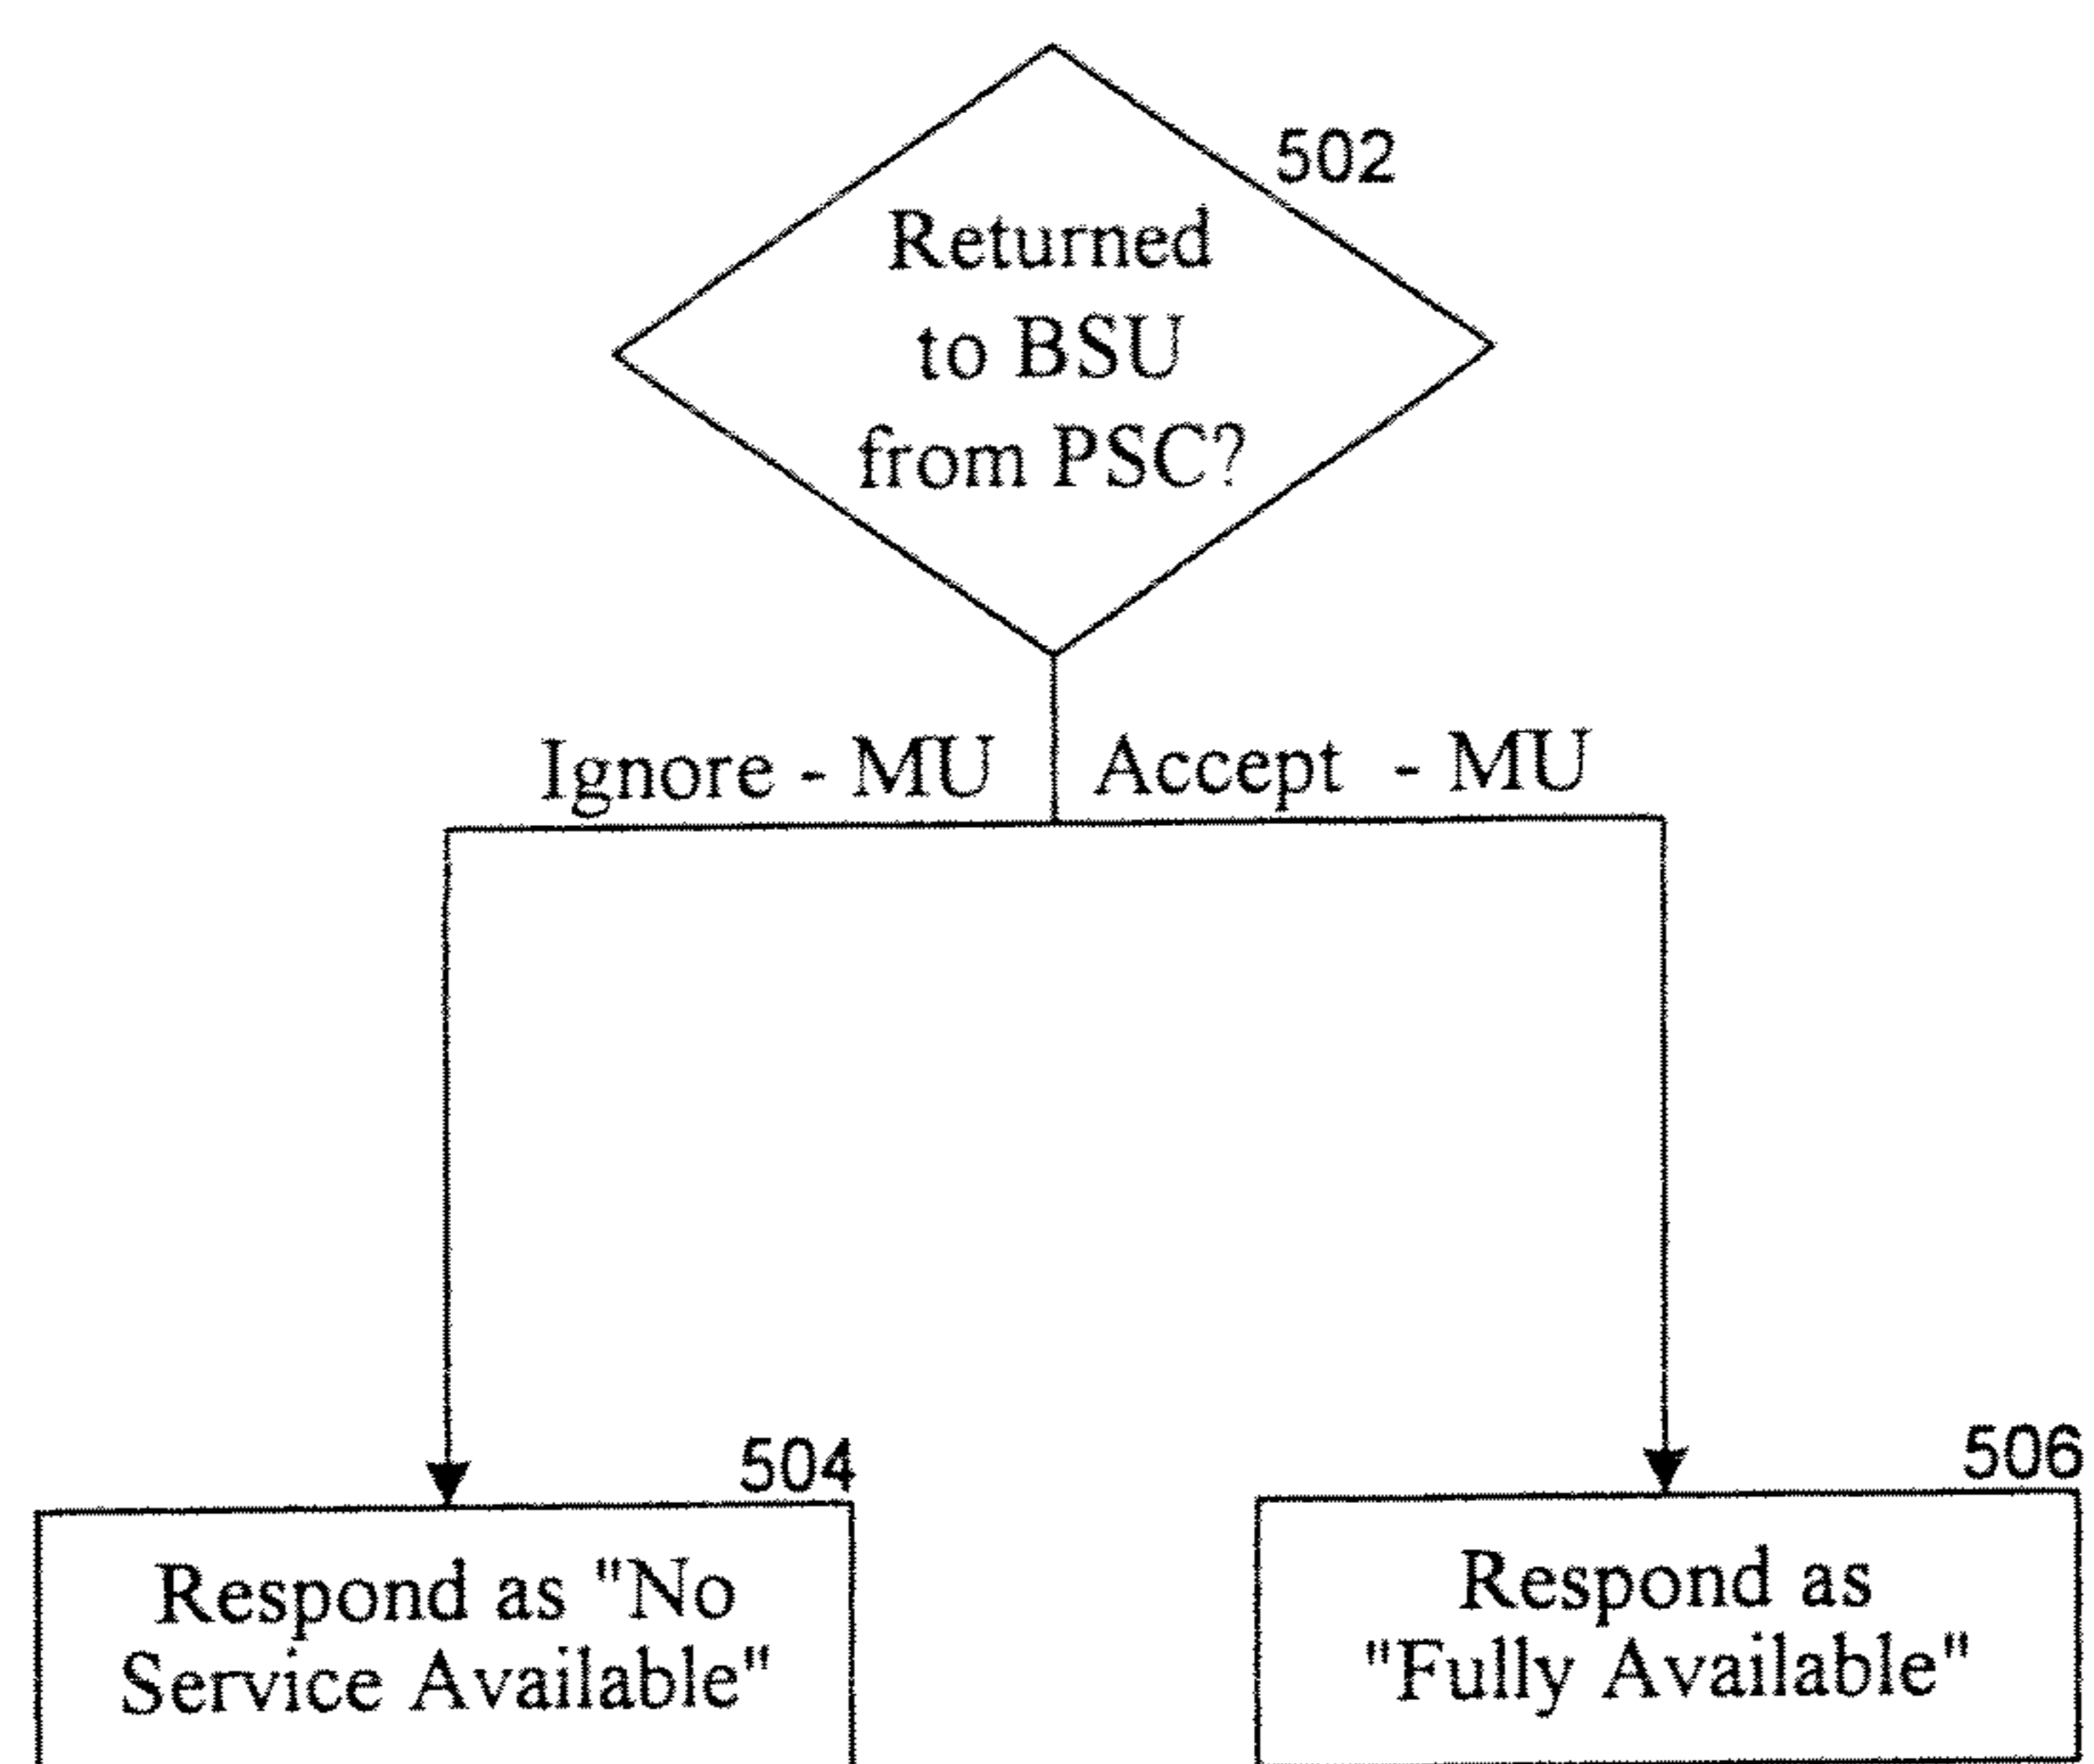 502
Returned
to BSU
from PSC?
Ignore - MU
Accept - MU
504
Respond as "No
Service Available"
506
Respond as
"Fully Available"